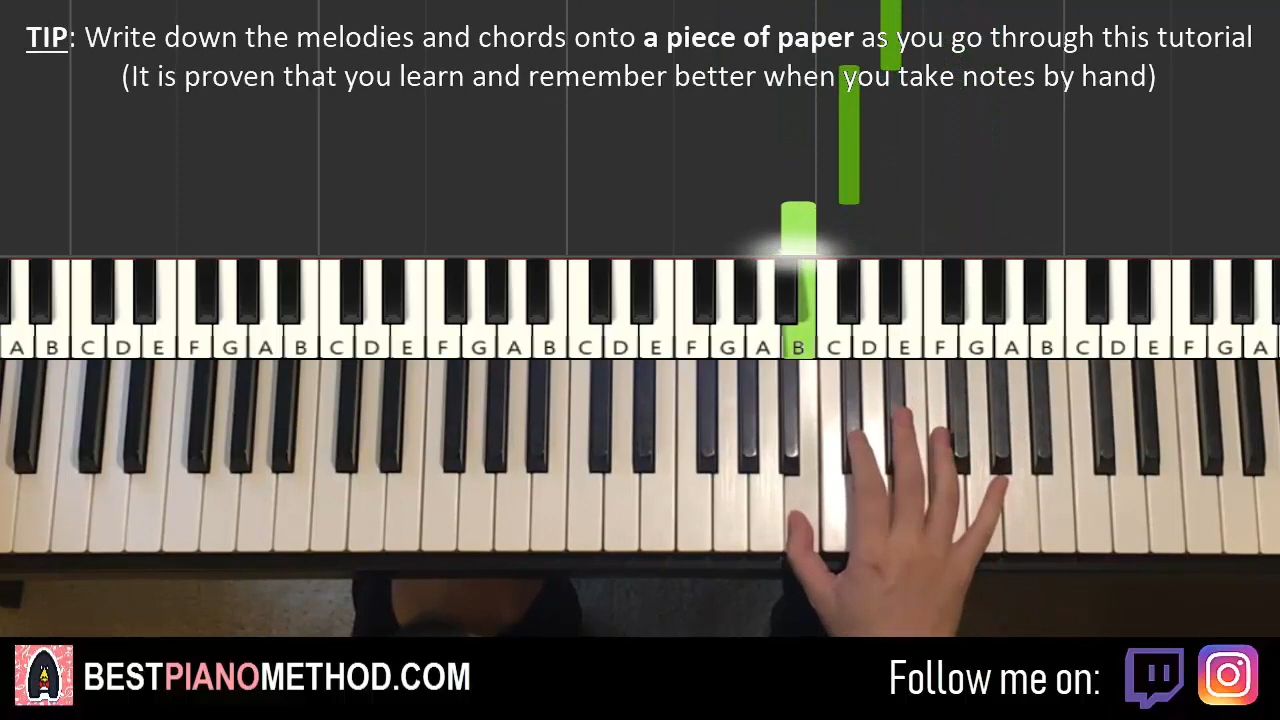 TIP: Write down the melodies and chords onto a piece of paper as you go through this tutorial
(It is proven that you learn and remember better when you take notes by hand)
A B C D E F G A B C D E F G A B C D E F G A B C D E F G A B C D E F G A
BESTPIANOMETHOD.COM
Follow me on: